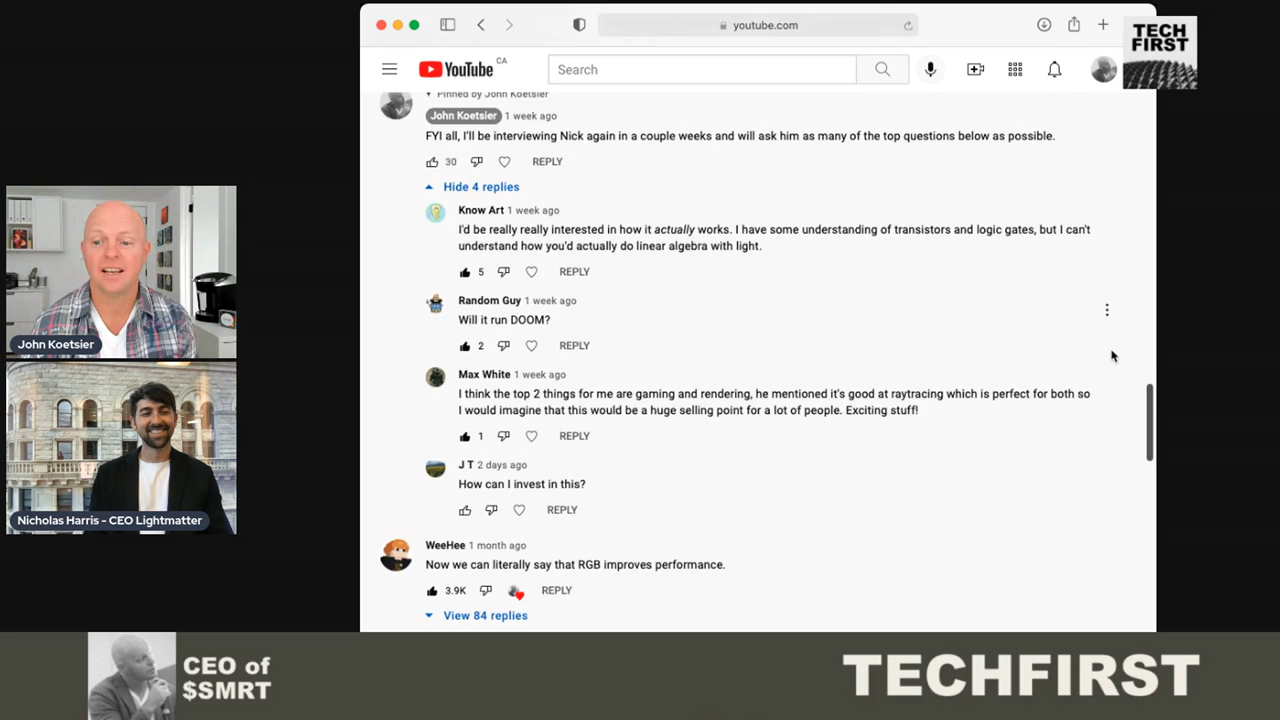 youtube.com
TECH
FIRST
YouTube CA
Search
Pinned by John Koetsier
John Koetsier 1 week ago
FYI all, I'll be interviewing Nick again in a couple weeks and will ask him as many of the top questions below as possible.
30 REPLY
Hide 4 replies
Know Art 1 week ago
I'd be really really interested in how it actually works. I have some understanding of transistors and logic gates, but I can't
understand how you'd actually do linear algebra with light.
5 REPLY
Random Guy 1 week ago
Will it run DOOM?
2 REPLY
Max White 1 week ago
I think the top 2 things for me are gaming and rendering, he mentioned it's good at raytracing which is perfect for both so
I would imagine that this would be a huge selling point for a lot of people. Exciting stuff!
1 REPLY
J T 2 days ago
How can I invest in this?
REPLY
WeeHee 1 month ago
Now we can literally say that RGB improves performance.
3.9K REPLY
View 84 replies
John Koetsier
Nicholas Harris - CEO Lightmatter
CEO of
$SMRT
TECHFIRST